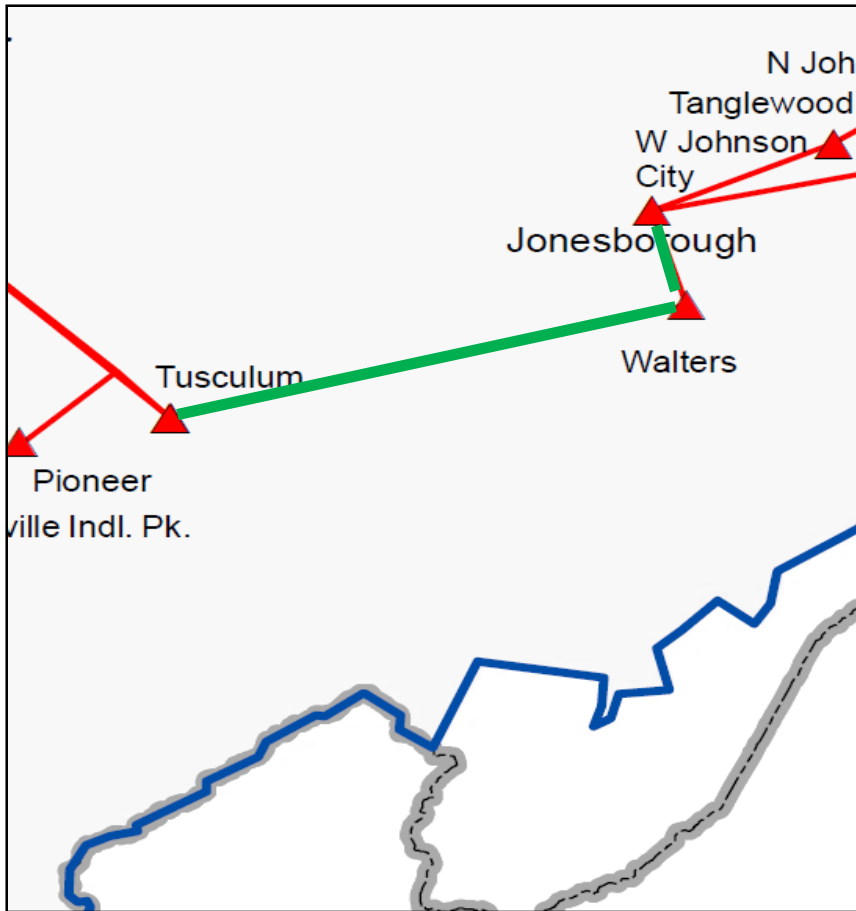 N Joh
Tanglewood
W Johnson
City
Jonesborough
Walters
Tusculum
Pioneer
ville Indl. Pk.